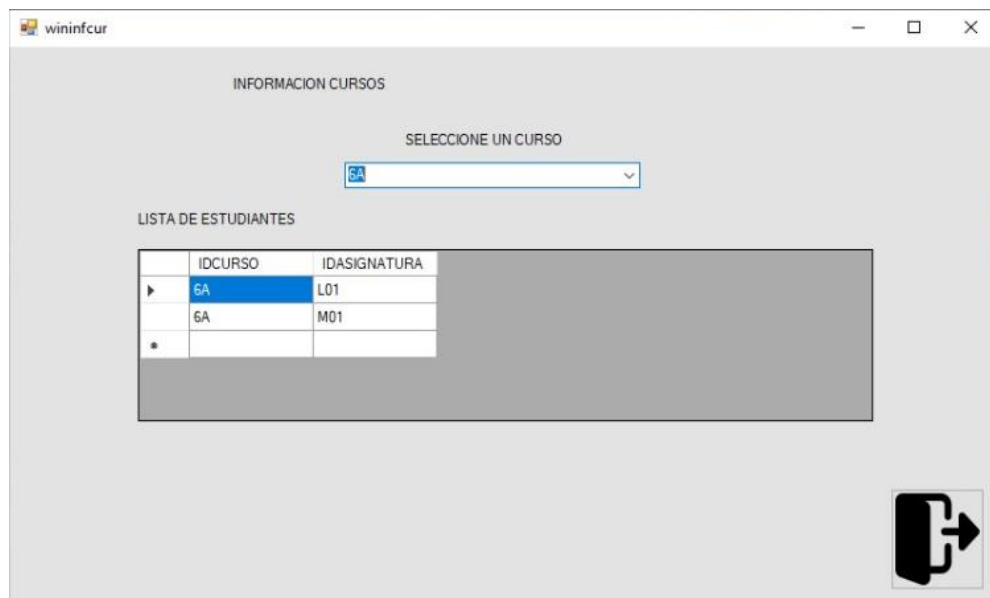 wininfcur
INFORMACION CURSOS
SELECCIONE UN CURSO
6A
LISTA DE ESTUDIANTES
IDCURSO IDASIGNATURA
6A L01
6A M01